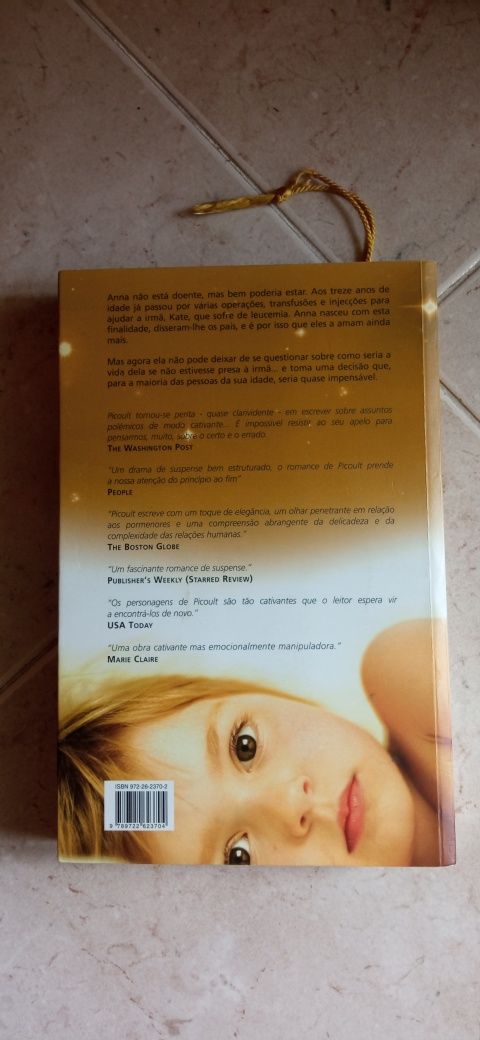 Anna não está doente, mas bem poderia estar. Aos treze anos de
idade já passou por várias operações, transfusões e injecções para
ajudar a irmã, Kate, que sofre de leucemia. Anna nasceu com esta
finalidade, disseram-lhe os pais, e é por isso que eles a amam ainda
mais.
Mas agora ela não pode deixar de se questionar sobre como seria a
vida dela se não estivesse presa à irmã... e toma uma decisão que,
para a maioria das pessoas da sua idade, seria quase impensável.
Picoult tornou-se perita - quase clarividente - em escrever sobre assuntos
polémicos de modo cativante... É impossível resistir ao seu apelo para
pensarmos, muito, sobre o certo e o errado.
THE WASHINGTON POST
"Um drama de suspense bem estruturado, o romance de Picoult prende
a nossa atenção do princípio ao fim"
PEOPLE
"Picoult escreve com um toque de elegância, um olhar penetrante em relação
aos pormenores e uma compreensão abrangente da delicadeza e da
complexidade das relações humanas."
THE BOSTON GLOBE
"Um fascinante romance de suspense."
PUBLISHER'S WEEKLY (STARRED REVIEW)
"Os personagens de Picoult são tão cativantes que o leitor espera vir
a encontrá-los de novo."
USA TODAY
"Uma obra cativante mas emocionalmente manipuladora."
MARIE CLAIRE
ISBN 972-26-2370-2
9 789722 623704